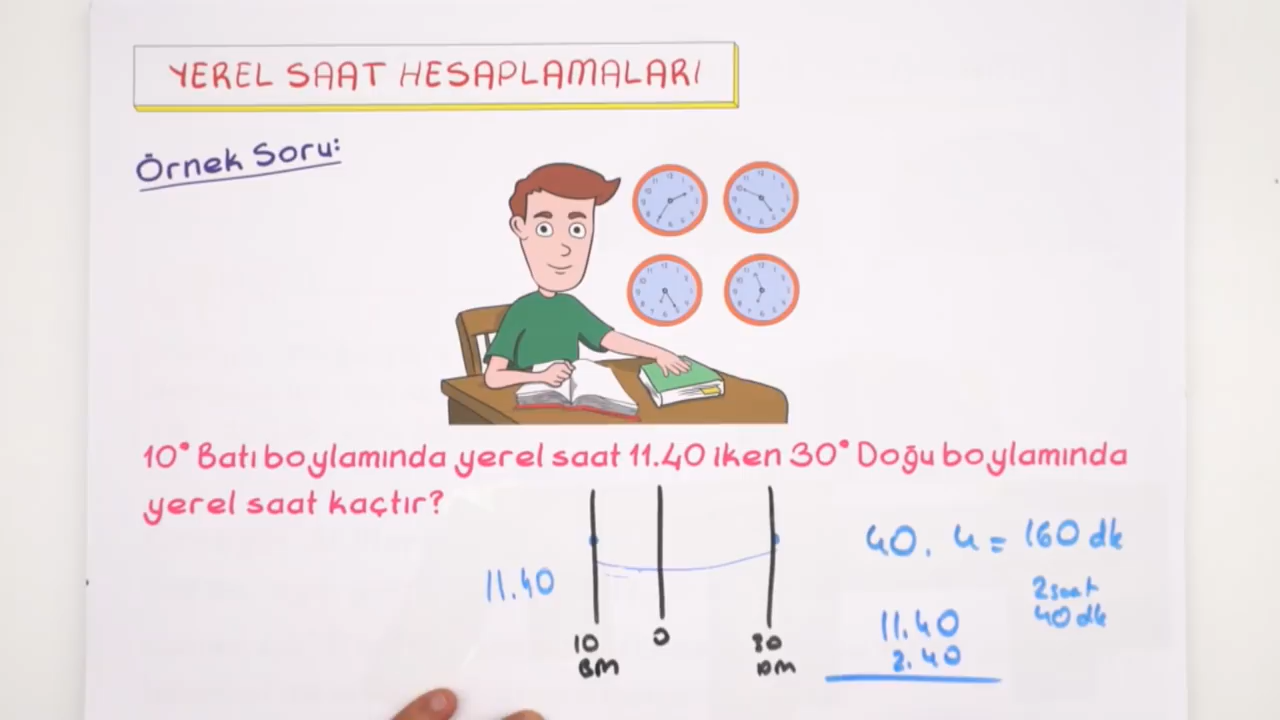 YEREL SAAT HESAPLAMALARI
Örnek Soru:
10° Batı boylamında yerel saat 11.40 iken 30° Doğu boylamında
yerel saat kaçtır?
11.40
10
BM
0
30
DM
40. 4 = 160 dk
2 saat
40 dk
11.40
2.40